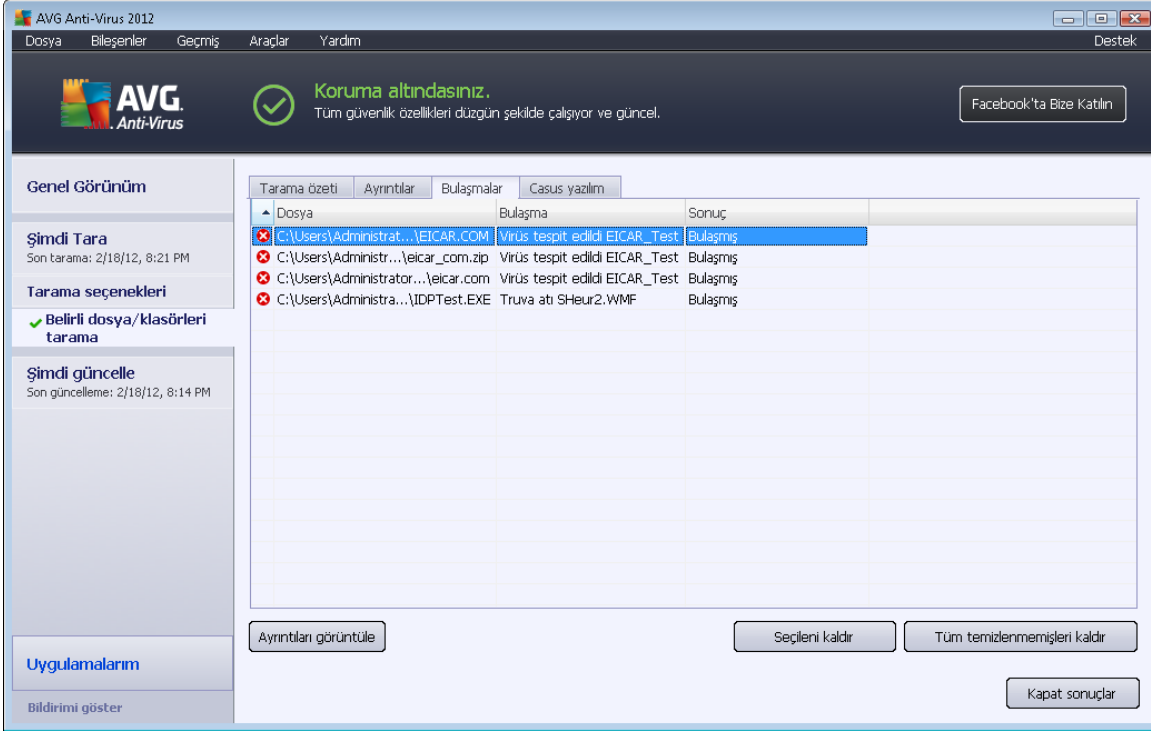 AVG Anti-Virus 2012
Dosya Bileşenler Geçmiş Araçlar Yardım Destek
AVG.
Anti-Virus
Koruma altındasınız.
Tüm güvenlik özellikleri düzgün şekilde çalışıyor ve güncel.
Facebook'ta Bize Katılın
Genel Görünüm
Şimdi Tara
Son tarama: 2/18/12, 8:21 PM
Tarama seçenekleri
Belirli dosya/klasörleri
tarama
Şimdi güncelle
Son güncelleme: 2/18/12, 8:14 PM
Uygulamalarım
Bildirimi göster
Tarama özeti Ayrıntılar Bulaşmalar Casus yazılım
Dosya Bulaşma Sonuç
C:\Users\Administrat...\EICAR.COM Virüs tespit edildi EICAR_Test Bulaşmış
C:\Users\Administr...\eicar_com.zip Virüs tespit edildi EICAR_Test Bulaşmış
C:\Users\Administrator...\eicar.com Virüs tespit edildi EICAR_Test Bulaşmış
C:\Users\Administra...\IDPTest.EXE Truva atı SHeur2.WMF Bulaşmış
Ayrıntıları görüntüle Seçileni kaldır Tüm temizlenmemişleri kaldır
Kapat sonuçlar